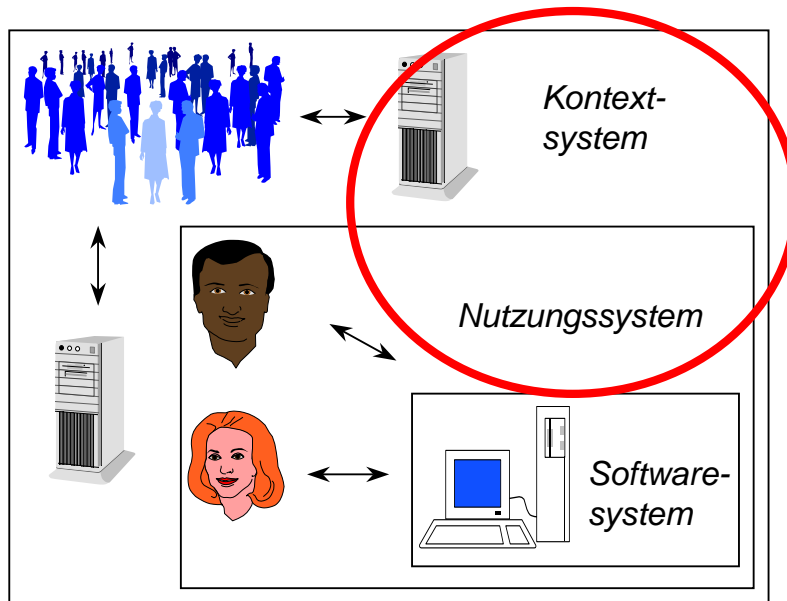 Kontext-
system
Nutzungssystem
Software-
system